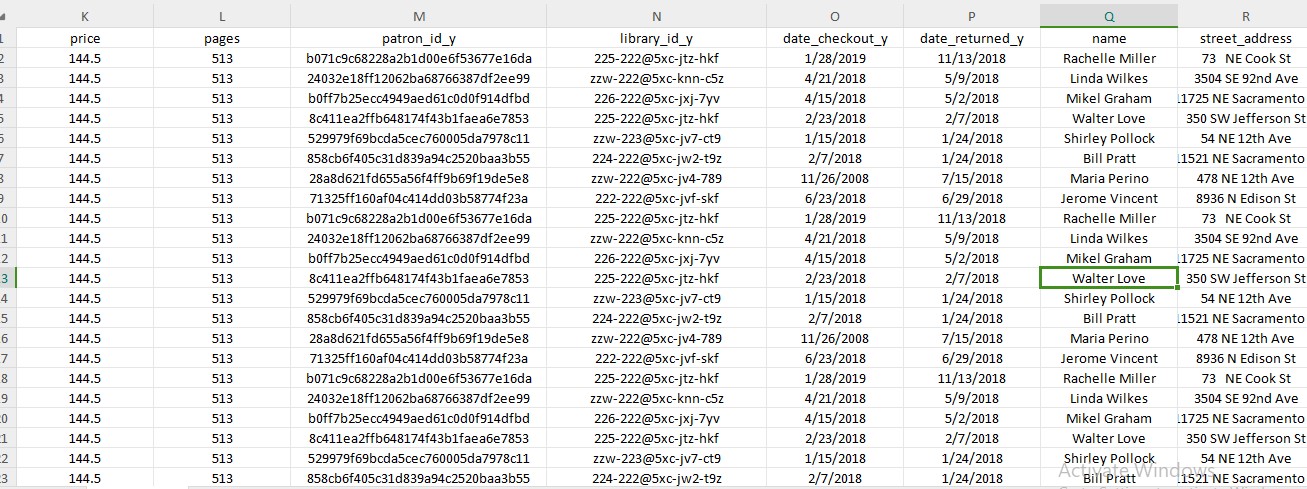 K L M N O P Q R
1 price pages patron_id_y library_id_y date_checkout_y date_returned_y name street_address
2 144.5 513 b071c9c68228a2b1d00e6f53677e16da 225-222@5xc-jtz-hkf 1/28/2019 11/13/2018 Rachelle Miller 73 NE Cook St
3 144.5 513 24032e18ff12062ba68766387df2ee99 zzw-222@5xc-knn-c5z 4/21/2018 5/9/2018 Linda Wilkes 3504 SE 92nd Ave
4 144.5 513 b0ff7b25ecc4949aed61c0d0f914dfbd 226-222@5xc-jxj-7yv 4/15/2018 5/2/2018 Mikel Graham 11725 NE Sacramento
5 144.5 513 8c411ea2ffb648174f43b1faea6e7853 225-222@5xc-jtz-hkf 2/23/2018 2/7/2018 Walter Love 350 SW Jefferson St
6 144.5 513 529979f69bcda5cec760005da7978c11 zzw-223@5xc-jv7-ct9 1/15/2018 1/24/2018 Shirley Pollock 54 NE 12th Ave
7 144.5 513 858cb6f405c31d839a94c2520baa3b55 224-222@5xc-jw2-t9z 2/7/2018 1/24/2018 Bill Pratt 11521 NE Sacramento
8 144.5 513 28a8d621fd655a56f4ff9b69f19de5e8 zzw-222@5xc-jv4-789 11/26/2008 7/15/2018 Maria Perino 478 NE 12th Ave
9 144.5 513 71325ff160af04c414dd03b58774f23a 222-222@5xc-jvf-skf 6/23/2018 6/29/2018 Jerome Vincent 8936 N Edison St
0 144.5 513 b071c9c68228a2b1d00e6f53677e16da 225-222@5xc-jtz-hkf 1/28/2019 11/13/2018 Rachelle Miller 73 NE Cook St
1 144.5 513 24032e18ff12062ba68766387df2ee99 zzw-222@5xc-knn-c5z 4/21/2018 5/9/2018 Linda Wilkes 3504 SE 92nd Ave
2 144.5 513 b0ff7b25ecc4949aed61c0d0f914dfbd 226-222@5xc-jxj-7yv 4/15/2018 5/2/2018 Mikel Graham 11725 NE Sacramento
3 144.5 513 8c411ea2ffb648174f43b1faea6e7853 225-222@5xc-jtz-hkf 2/23/2018 2/7/2018 Walter Love 350 SW Jefferson St
4 144.5 513 529979f69bcda5cec760005da7978c11 zzw-223@5xc-jv7-ct9 1/15/2018 1/24/2018 Shirley Pollock 54 NE 12th Ave
5 144.5 513 858cb6f405c31d839a94c2520baa3b55 224-222@5xc-jw2-t9z 2/7/2018 1/24/2018 Bill Pratt 11521 NE Sacramento
6 144.5 513 28a8d621fd655a56f4ff9b69f19de5e8 zzw-222@5xc-jv4-789 11/26/2008 7/15/2018 Maria Perino 478 NE 12th Ave
7 144.5 513 71325ff160af04c414dd03b58774f23a 222-222@5xc-jvf-skf 6/23/2018 6/29/2018 Jerome Vincent 8936 N Edison St
8 144.5 513 b071c9c68228a2b1d00e6f53677e16da 225-222@5xc-jtz-hkf 1/28/2019 11/13/2018 Rachelle Miller 73 NE Cook St
9 144.5 513 24032e18ff12062ba68766387df2ee99 zzw-222@5xc-knn-c5z 4/21/2018 5/9/2018 Linda Wilkes 3504 SE 92nd Ave
20 144.5 513 b0ff7b25ecc4949aed61c0d0f914dfbd 226-222@5xc-jxj-7yv 4/15/2018 5/2/2018 Mikel Graham 11725 NE Sacramento
21 144.5 513 8c411ea2ffb648174f43b1faea6e7853 225-222@5xc-jtz-hkf 2/23/2018 2/7/2018 Walter Love 350 SW Jefferson St
22 144.5 513 529979f69bcda5cec760005da7978c11 zzw-223@5xc-jv7-ct9 1/15/2018 1/24/2018 Shirley Pollock 54 NE 12th Ave
23 144.5 513 858cb6f405c31d839a94c2520baa3b55 224-222@5xc-jw2-t9z 2/7/2018 1/24/2018 Bill Pratt 11521 NE Sacramento
Activate Windows